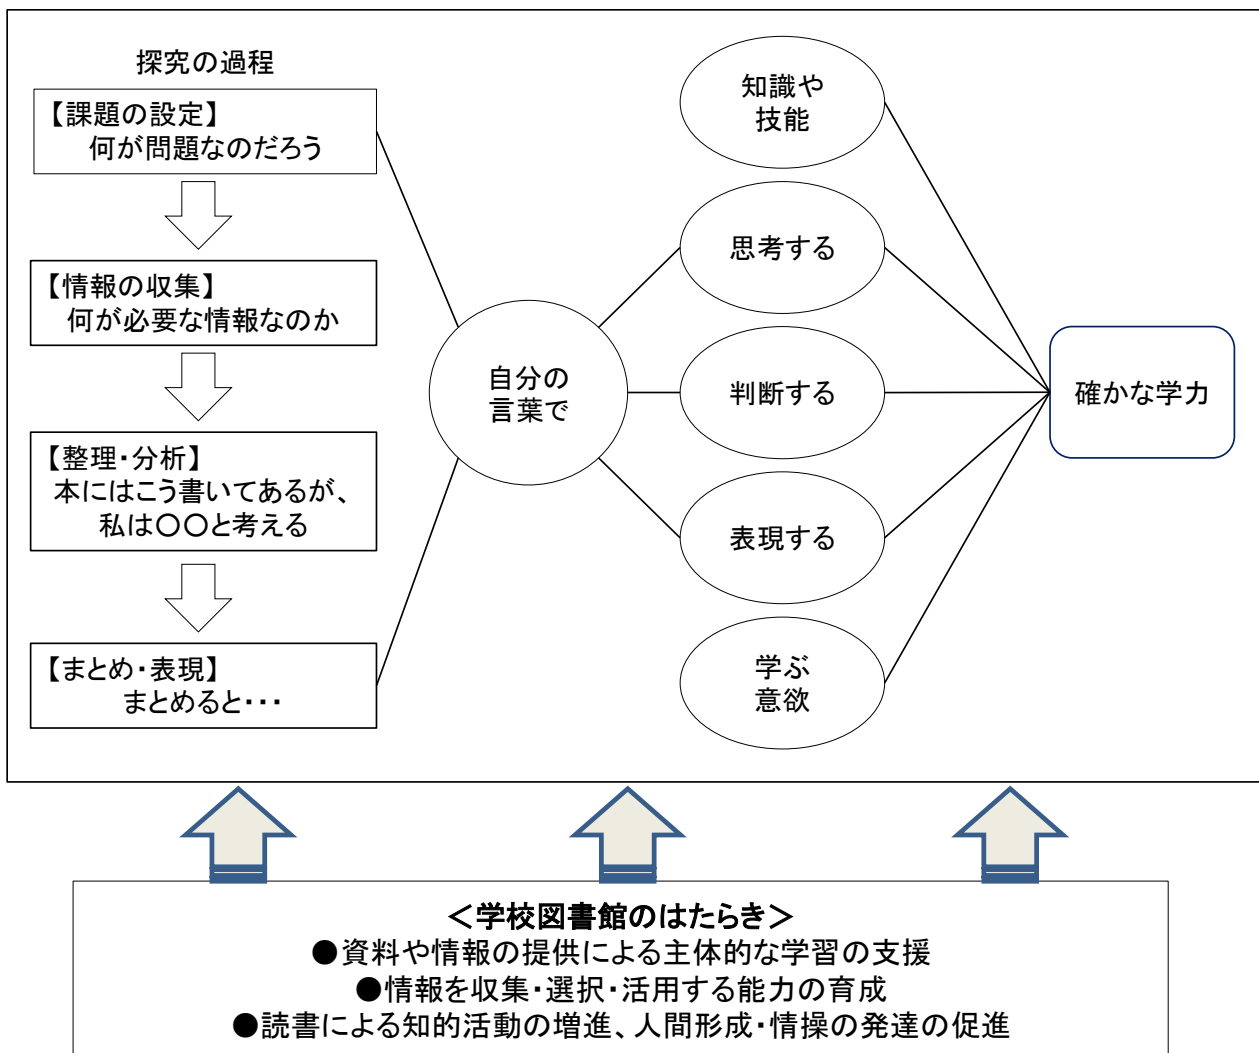 探究の過程
【課題の設定】
何が問題なのだろう
【情報の収集】
何が必要な情報なのか
【整理・分析】
本にはこう書いてあるが、
私は〇〇と考える
【まとめ・表現】
まとめると・・・
自分の
言葉で
知識や
技能
思考する
判断する
表現する
学ぶ
意欲
確かな学力
＜学校図書館のはたらき＞
●資料や情報の提供による主体的な学習の支援
●情報を収集・選択・活用する能力の育成
●読書による知的活動の増進、人間形成・情操の発達の促進